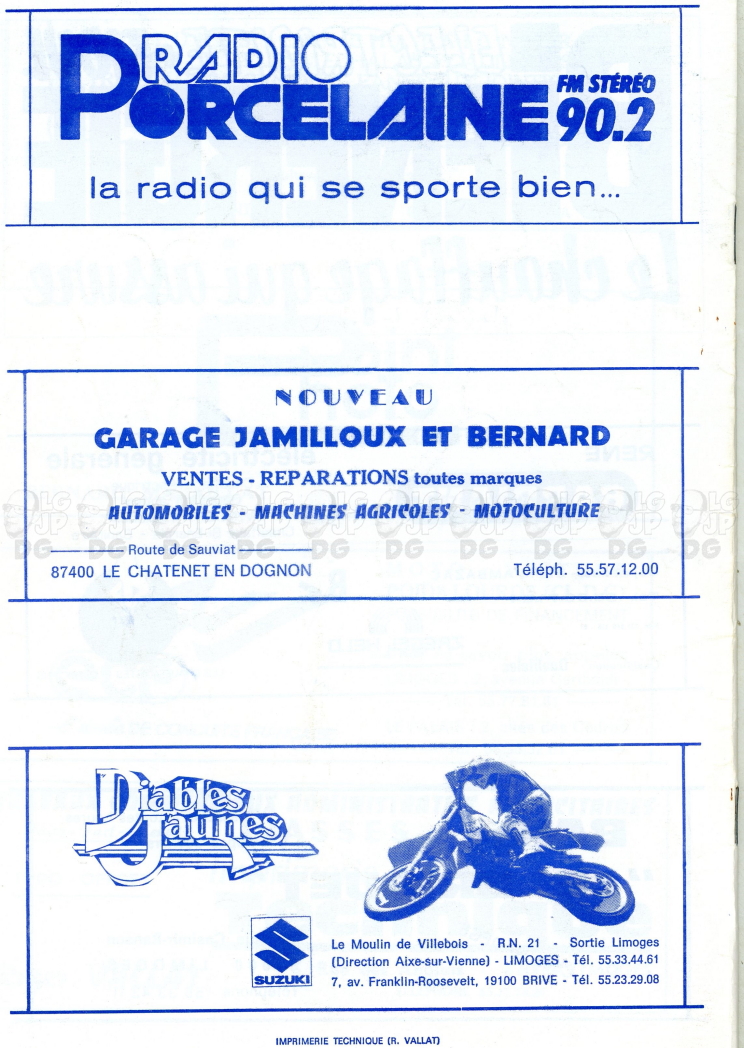 RADIO
PORCELAINE
FM STÉRÉO
90.2
la radio qui se sporte bien...
NOUVEAU
GARAGE JAMILLOUX ET BERNARD
VENTES - REPARATIONS toutes marques
AUTOMOBILES - MACHINES AGRICOLES - MOTOCULTURE
Route de Sauviat
87400 LE CHATENET EN DOGNON Téléph. 55.57.12.00
Diables
Jaunes
SUZUKI
Le Moulin de Villebois - R.N. 21 - Sortie Limoges
(Direction Aixe-sur-Vienne) - LIMOGES - Tél. 55.33.44.61
7, av. Franklin-Roosevelt, 19100 BRIVE - Tél. 55.23.29.08
IMPRIMERIE TECHNIQUE (R. VALLAT)